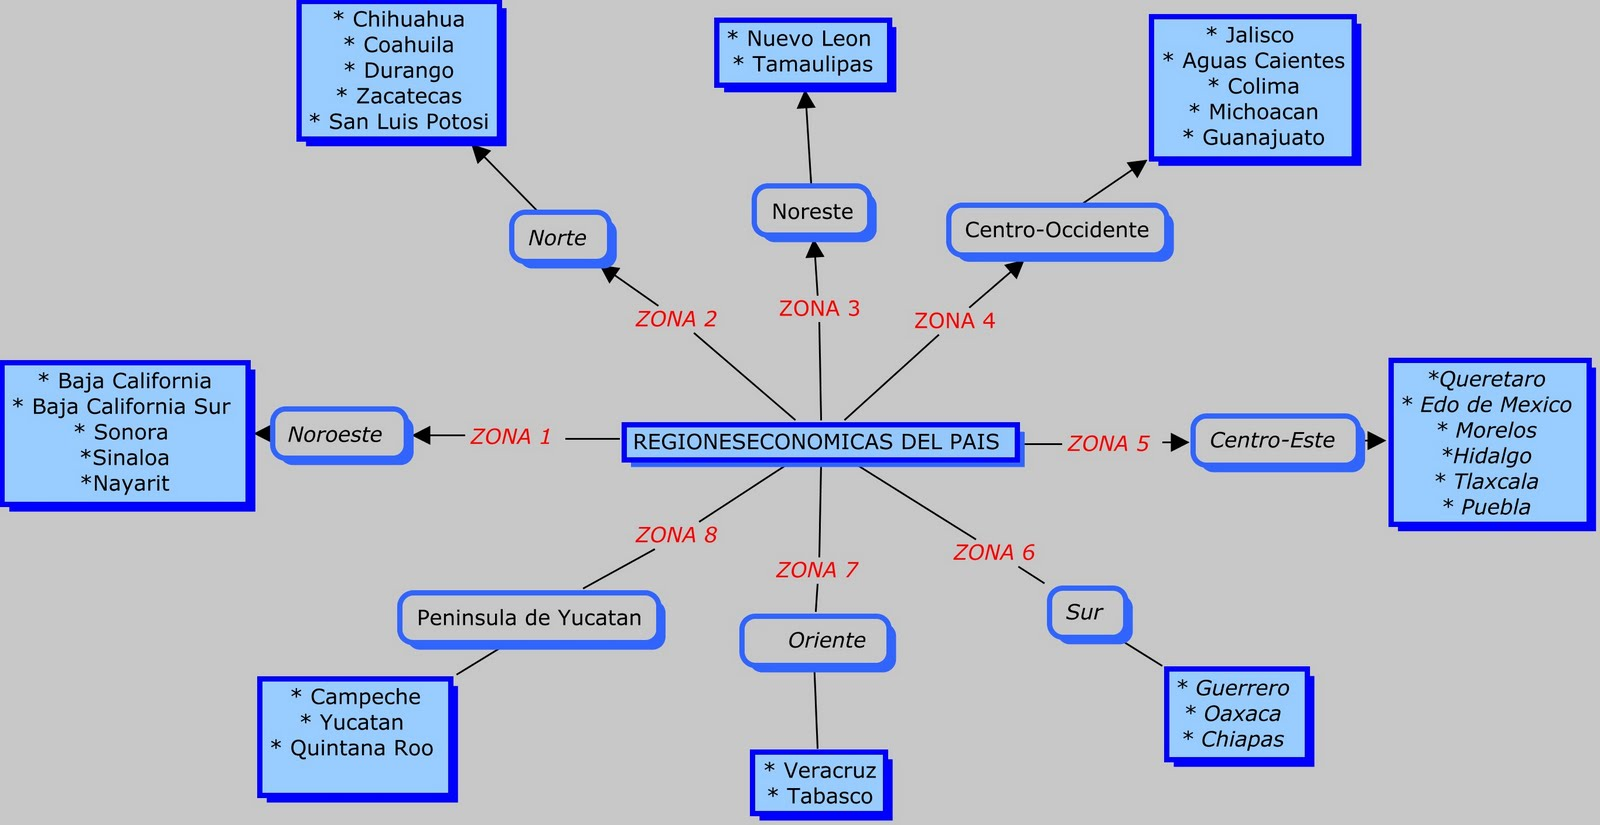 * Chihuahua
* Coahuila
* Durango
* Zacatecas
* San Luis Potosi
* Nuevo Leon
* Tamaulipas
* Jalisco
* Aguas Caientes
* Colima
* Michoacan
* Guanajuato
Norte
Noreste
Centro-Occidente
ZONA 2
ZONA 3
ZONA 4
* Baja California
* Baja California Sur
* Sonora
*Sinaloa
*Nayarit
Noroeste
ZONA 1
REGIONESECONOMICAS DEL PAIS
ZONA 5
Centro-Este
*Queretaro
* Edo de Mexico
* Morelos
*Hidalgo
* Tlaxcala
* Puebla
ZONA 8
ZONA 7
ZONA 6
Peninsula de Yucatan
Oriente
Sur
* Campeche
* Yucatan
* Quintana Roo
* Veracruz
* Tabasco
* Guerrero
* Oaxaca
* Chiapas